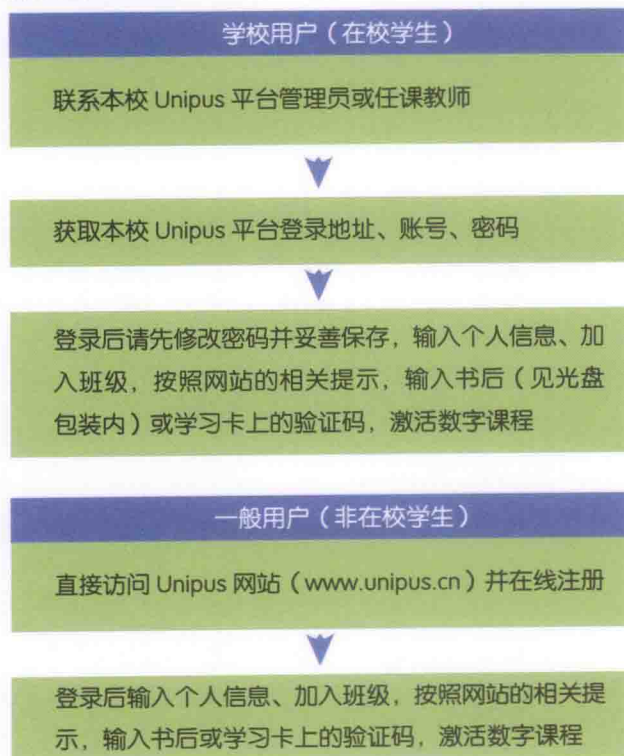 学校用户（在校学生）
联系本校 Unipus 平台管理员或任课教师
获取本校 Unipus 平台登录地址、账号、密码
登录后请先修改密码并妥善保存，输入个人信息、加
入班级，按照网站的相关提示，输入书后（见光盘
包装内）或学习卡上的验证码，激活数字课程
一般用户（非在校学生）
直接访问 Unipus 网站（www.unipus.cn）并在线注册
登录后输入个人信息、加入班级，按照网站的相关提
示，输入书后或学习卡上的验证码，激活数字课程